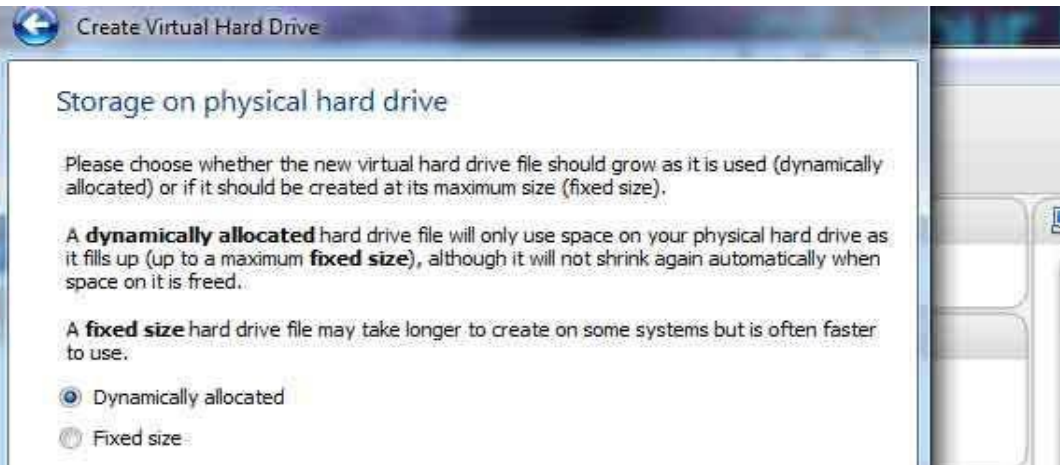 Create Virtual Hard Drive
Storage on physical hard drive
Please choose whether the new virtual hard drive file should grow as it is used (dynamically
allocated) or if it should be created at its maximum size (fixed size).
A dynamically allocated hard drive file will only use space on your physical hard drive as
it fills up (up to a maximum fixed size), although it will not shrink again automatically when
space on it is freed.
A fixed size hard drive file may take longer to create on some systems but is often faster
to use.
Dynamically allocated
Fixed size